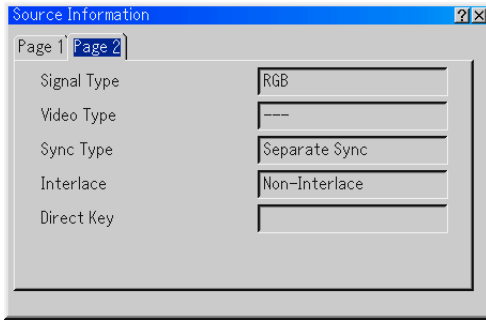 Source Information ? ×
Page 1 Page 2
Signal Type RGB
Video Type ---
Sync Type Separate Sync
Interlace Non-Interlace
Direct Key